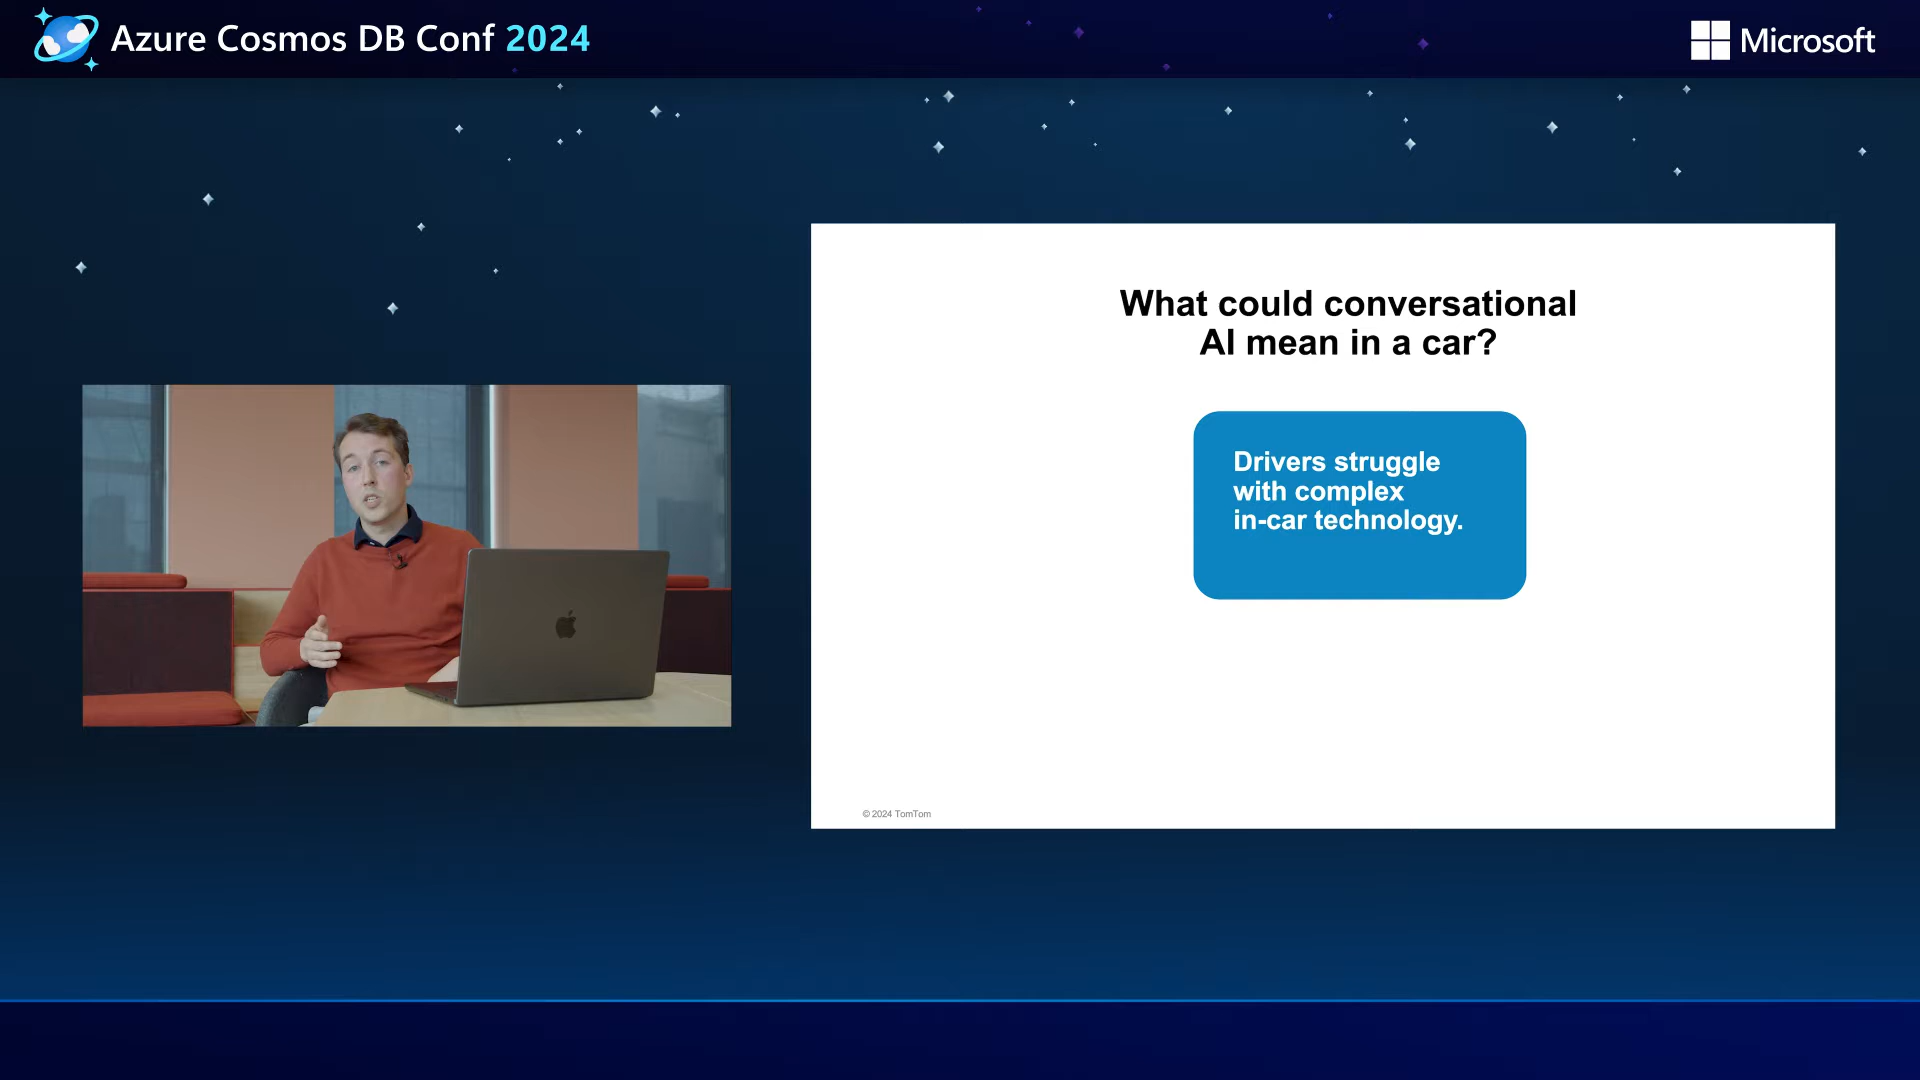 Azure Cosmos DB Conf 2024
Microsoft
What could conversational
AI mean in a car?
Drivers struggle
with complex
in-car technology.
© 2024 TomTom